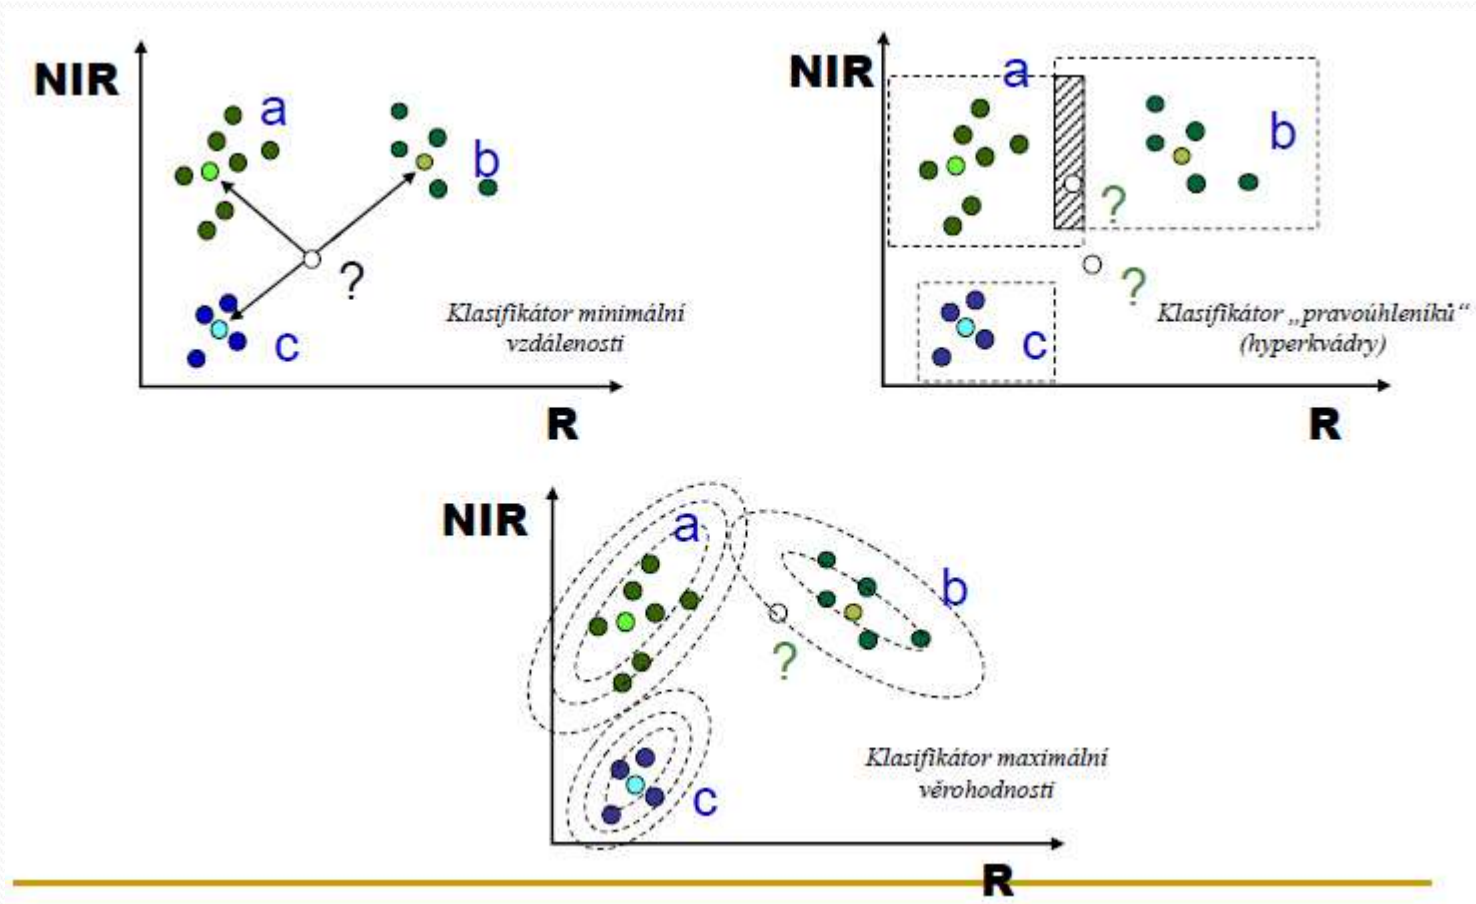 NIR
a
b
?
c
Klasifikátor minimální
vzdálenosti
R
NIR
a
b
?
?
c
Klasifikátor „pravoúhleníků“
(hyperkvádry)
R
NIR
a
b
?
c
Klasifikátor maximální
věrohodnosti
R